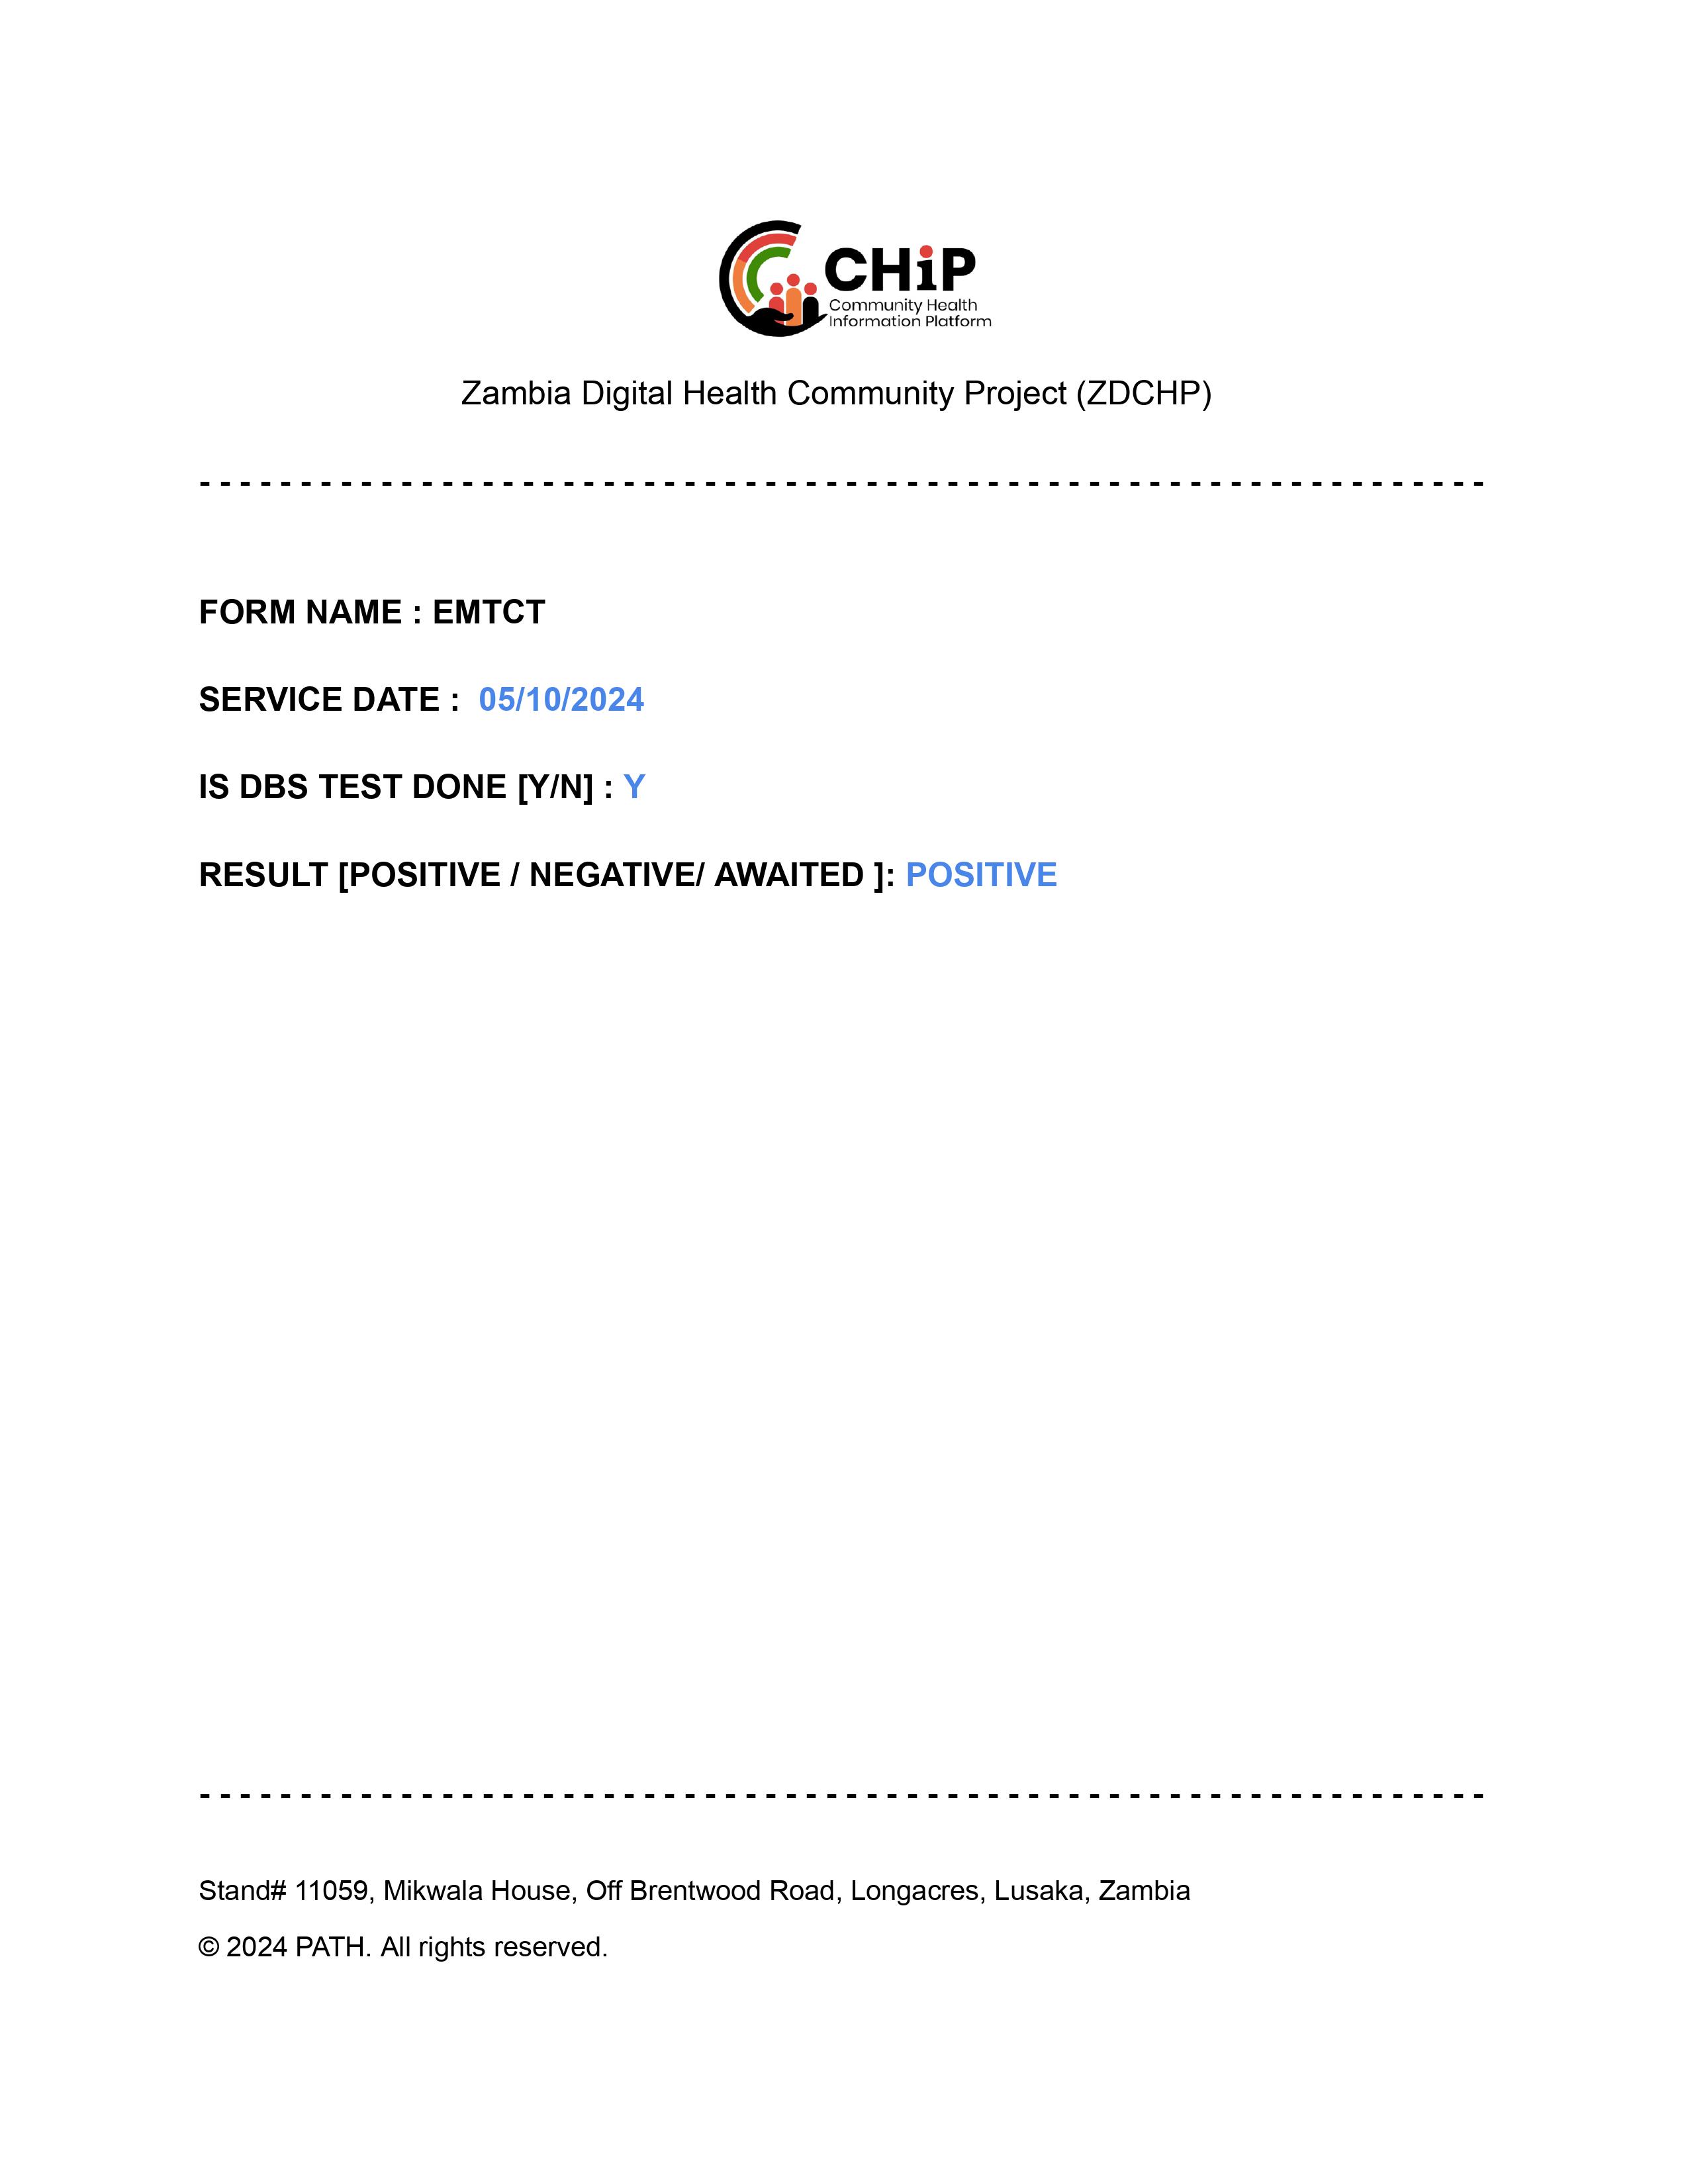 CHiP
Community Health
Information Platform
Zambia Digital Health Community Project (ZDCHP)
- - - - - - - - - - - - - - - - - - - - - - - - - - - - - - - - - - - - - - - - - - - - - - - - - - - - - - - - - - - - - - - -
FORM NAME : EMTCT
SERVICE DATE : 05/10/2024
IS DBS TEST DONE [Y/N] : Y
RESULT [POSITIVE / NEGATIVE/ AWAITED ]: POSITIVE
- - - - - - - - - - - - - - - - - - - - - - - - - - - - - - - - - - - - - - - - - - - - - - - - - - - - - - - - - - - - - - - -
Stand# 11059, Mikwala House, Off Brentwood Road, Longacres, Lusaka, Zambia
© 2024 PATH. All rights reserved.